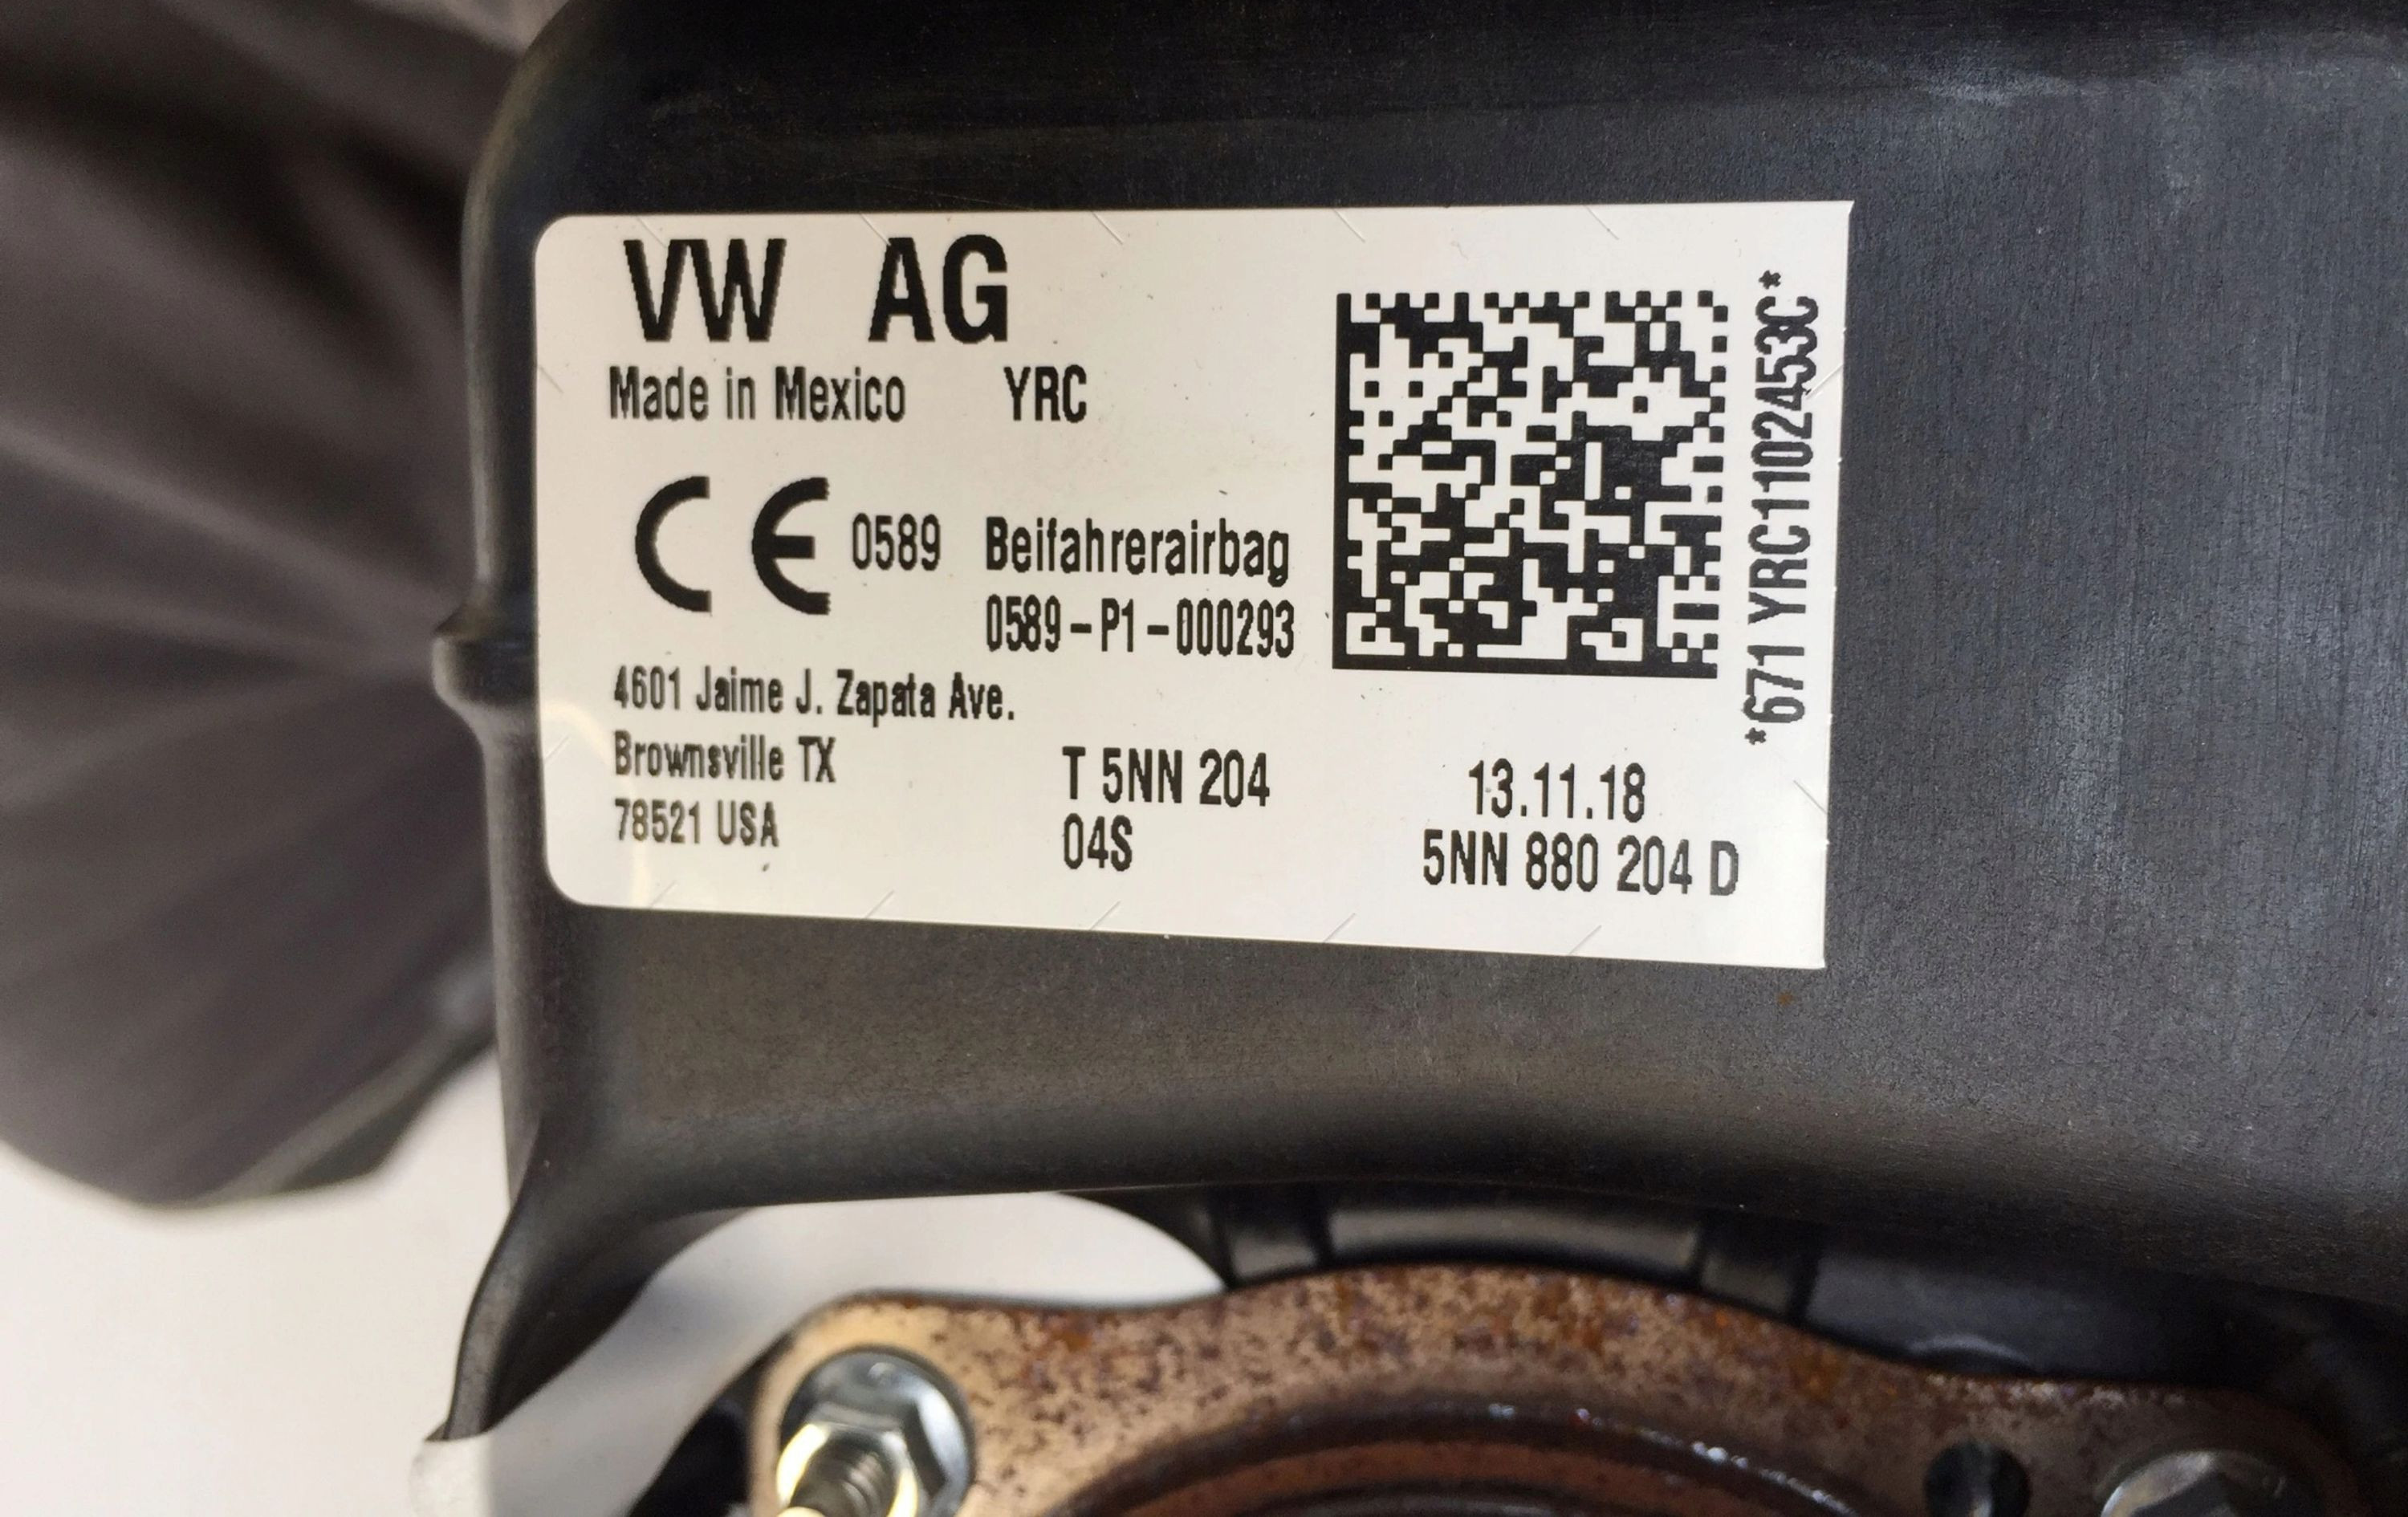 VW AG
Made in Mexico YRC
CE 0589 Beifahrerairbag
0589-P1-000293
4601 Jaime J. Zapata Ave.
Brownsville TX
78521 USA
T 5NN 204
04S
13.11.18
5NN 880 204 D
*671 YRC1102453C*